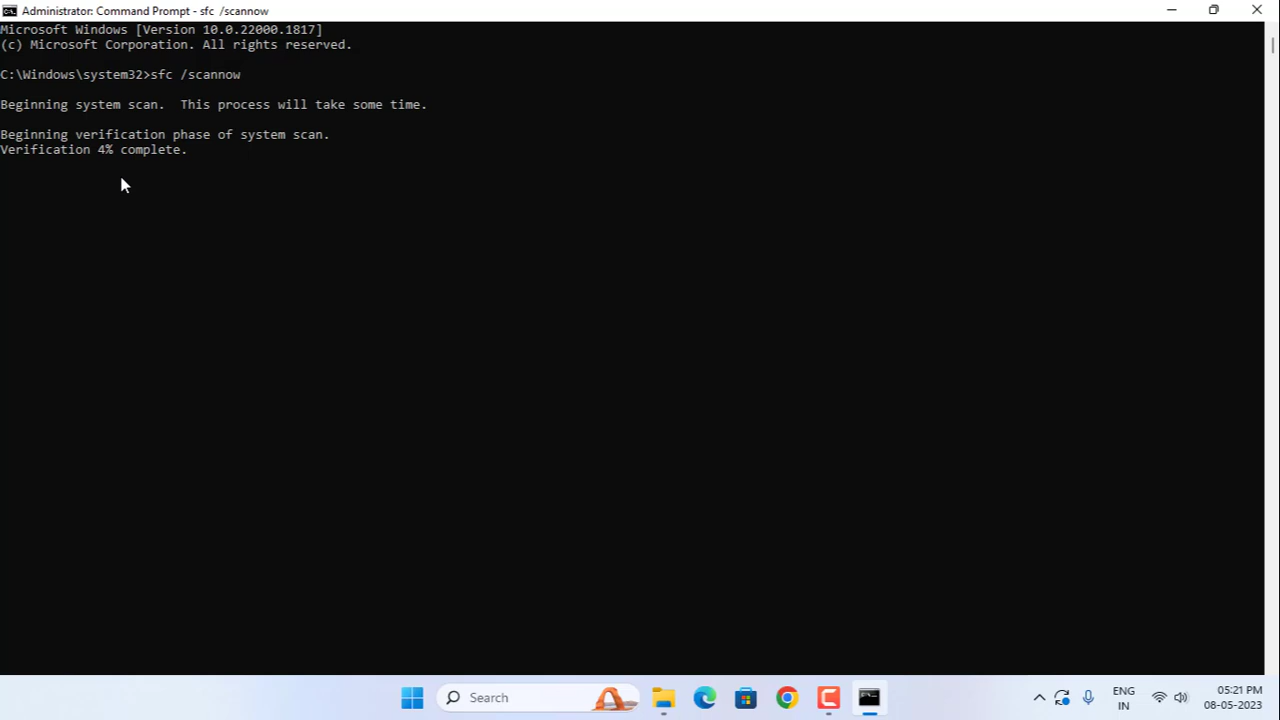 Administrator: Command Prompt - sfc  /scannow
Microsoft Windows [Version 10.0.22000.1817]
(c) Microsoft Corporation. All rights reserved.
C:\Windows\system32>sfc /scannow
Beginning system scan.  This process will take some time.
Beginning verification phase of system scan.
Verification 4% complete.
Search
ENG
IN
05:21 PM
08-05-2023